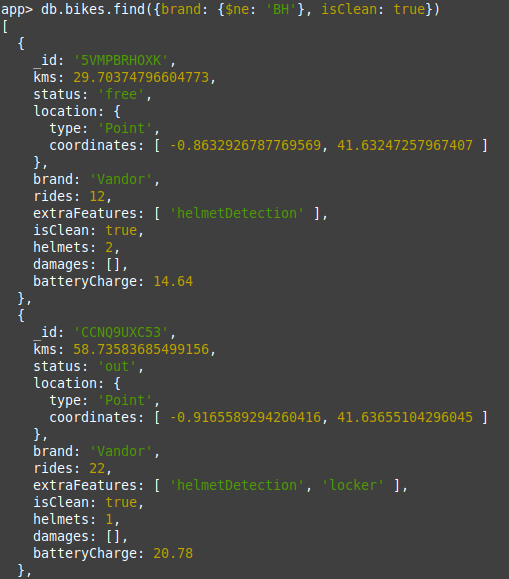 app> db.bikes.find({brand: {$ne: 'BH'}, isClean: true})
[
  {
    _id: '5VMPBRHOXK',
    kms: 29.70374796604773,
    status: 'free',
    location: {
      type: 'Point',
      coordinates: [ -0.8632926787769569, 41.63247257967407 ]
    },
    brand: 'Vandor',
    rides: 12,
    extraFeatures: [ 'helmetDetection' ],
    isClean: true,
    helmets: 2,
    damages: [],
    batteryCharge: 14.64
  },
  {
    _id: 'CCNQ9UXC53',
    kms: 58.73583685499156,
    status: 'out',
    location: {
      type: 'Point',
      coordinates: [ -0.9165589294260416, 41.63655104296045 ]
    },
    brand: 'Vandor',
    rides: 22,
    extraFeatures: [ 'helmetDetection', 'locker' ],
    isClean: true,
    helmets: 1,
    damages: [],
    batteryCharge: 20.78
  },